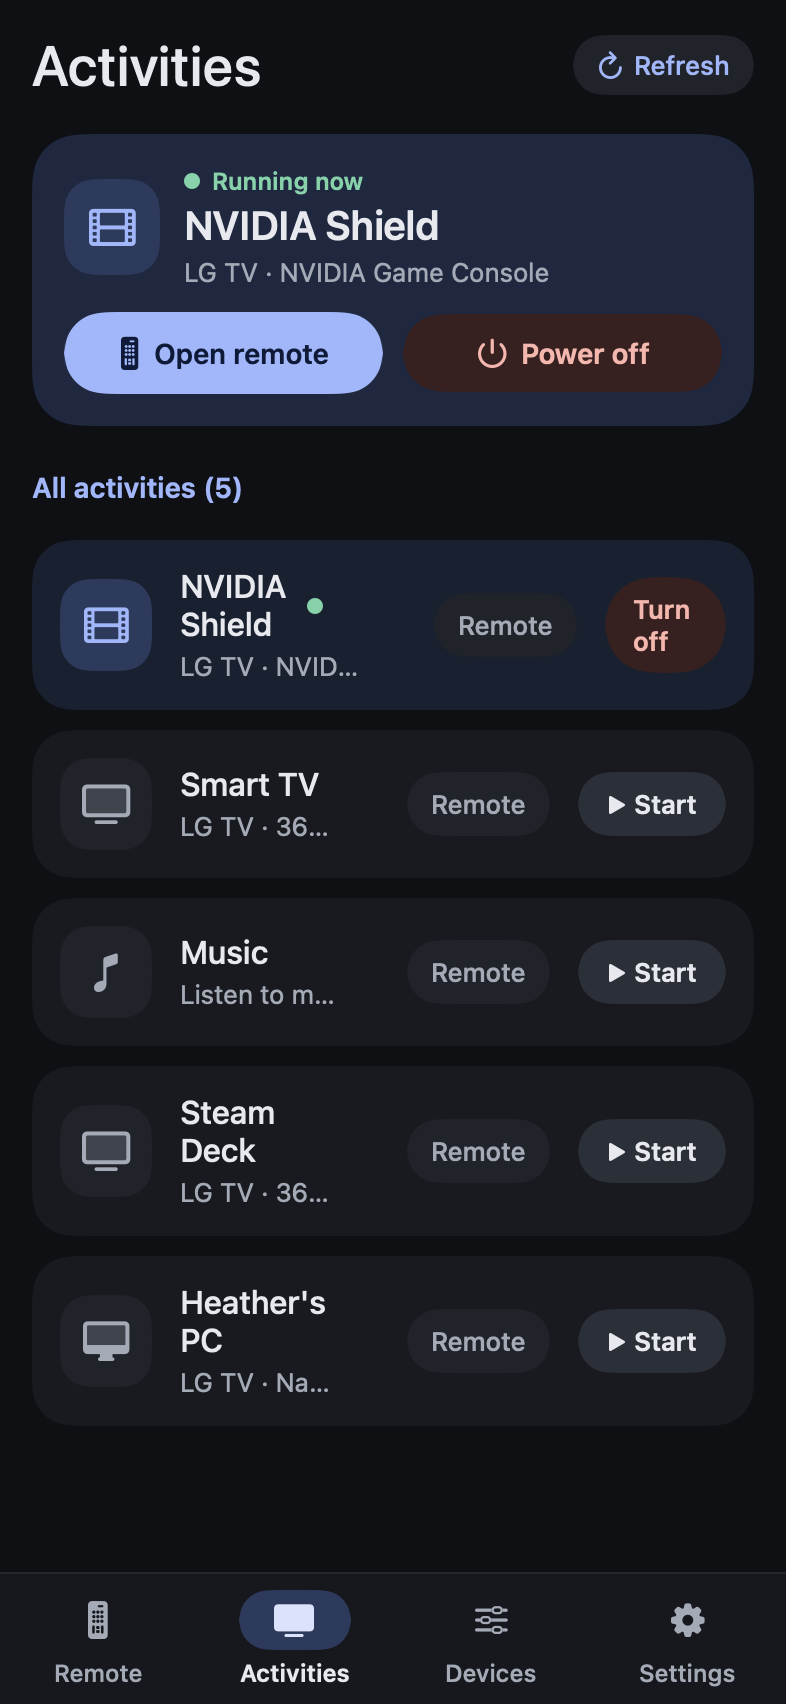 Activities
Refresh
Running now
NVIDIA Shield
LG TV · NVIDIA Game Console
Open remote
Power off
All activities (5)
NVIDIA
Shield
LG TV · NVID...
Remote
Turn
off
Smart TV
LG TV · 36...
Remote
Start
Music
Listen to m...
Remote
Start
Steam
Deck
LG TV · 36...
Remote
Start
Heather's
PC
LG TV · Na...
Remote
Start
Remote
Activities
Devices
Settings